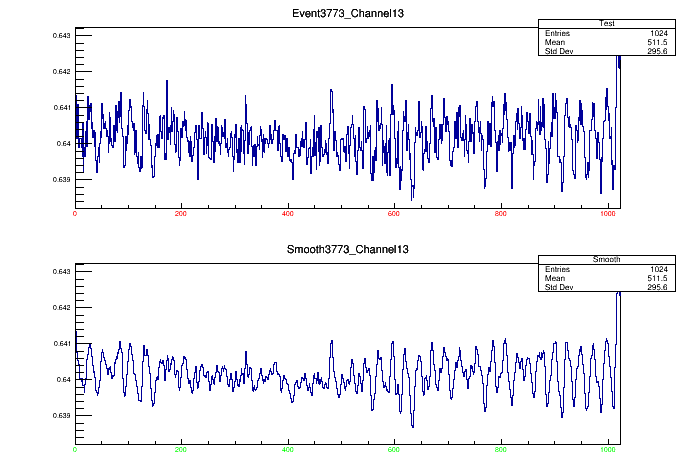 Event3773_Channel13
Test
Entries 1024
Mean 511.5
Std Dev 295.6
0.643
0.642
0.641
0.64
0.639
0 200 400 600 800 1000
Smooth3773_Channel13
Smooth
Entries 1024
Mean 511.5
Std Dev 295.6
0.643
0.642
0.641
0.64
0.639
0 200 400 600 800 1000